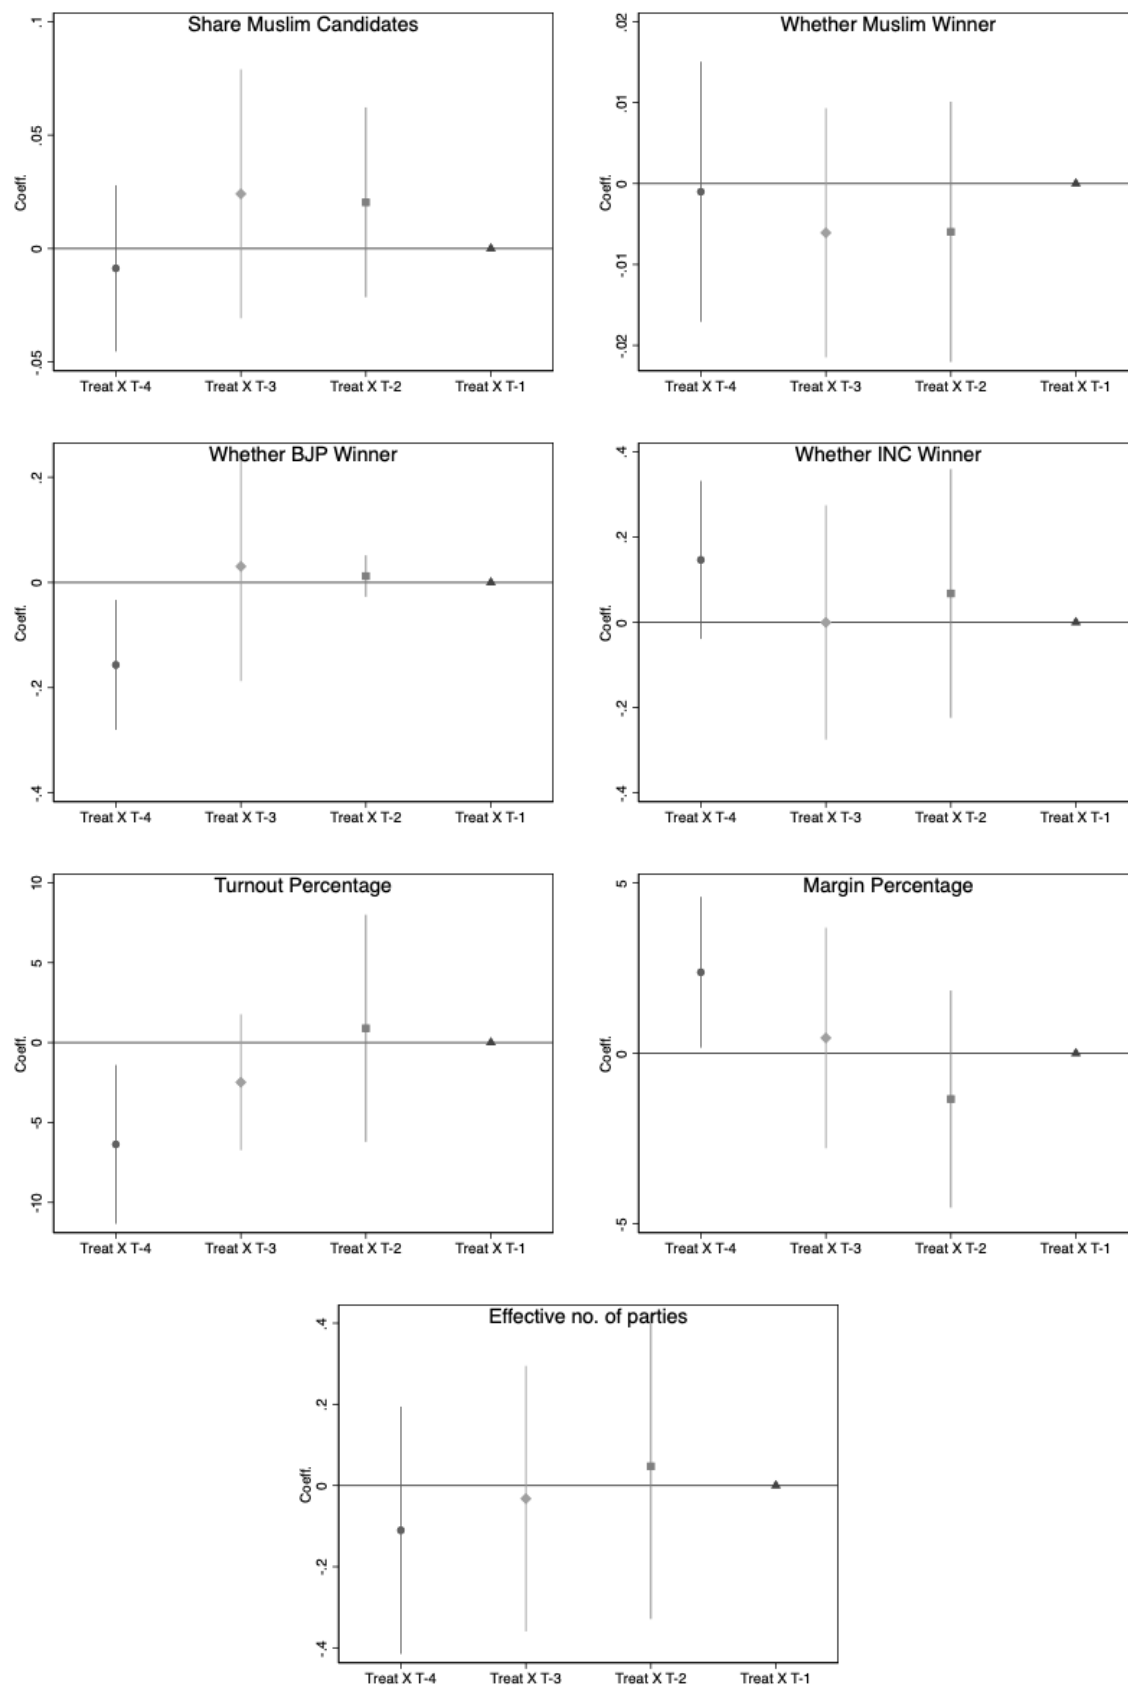 Share Muslim Candidates
.1
.05
0
-.05
Coeff.
Treat X T-4 Treat X T-3 Treat X T-2 Treat X T-1
Whether Muslim Winner
.02
.01
0
-.01
-.02
Coeff.
Treat X T-4 Treat X T-3 Treat X T-2 Treat X T-1
Whether BJP Winner
.2
0
-.2
-.4
Coeff.
Treat X T-4 Treat X T-3 Treat X T-2 Treat X T-1
Whether INC Winner
.4
.2
0
-.2
-.4
Coeff.
Treat X T-4 Treat X T-3 Treat X T-2 Treat X T-1
Turnout Percentage
10
5
0
-5
-10
Coeff.
Treat X T-4 Treat X T-3 Treat X T-2 Treat X T-1
Margin Percentage
5
0
-5
Coeff.
Treat X T-4 Treat X T-3 Treat X T-2 Treat X T-1
Effective no. of parties
.4
.2
0
-.2
-.4
Coeff.
Treat X T-4 Treat X T-3 Treat X T-2 Treat X T-1